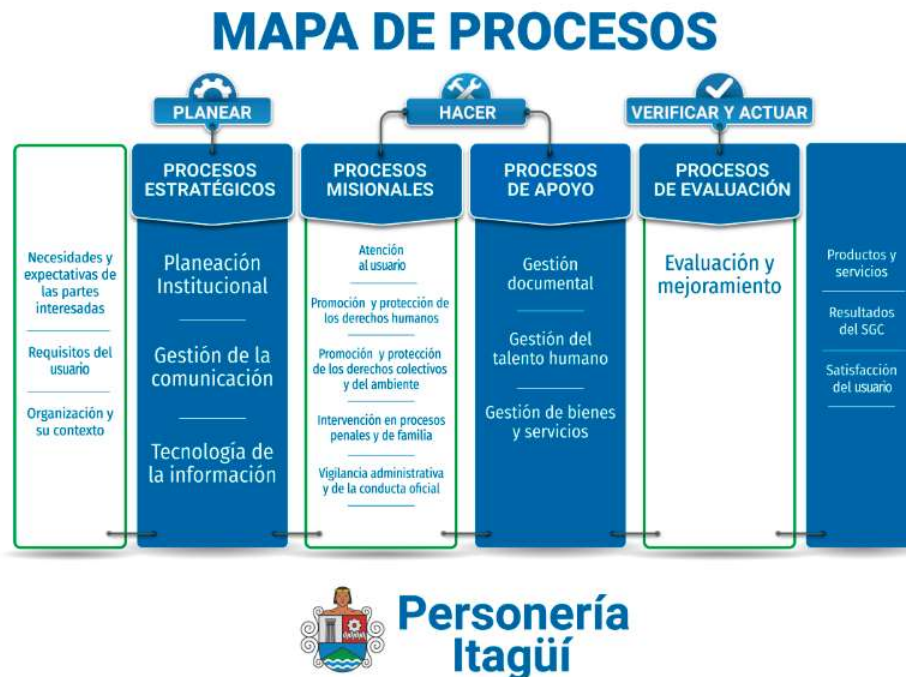 MAPA DE PROCESOS
PLANEAR
HACER
VERIFICAR Y ACTUAR
Necesidades y
expectativas de
las partes
interesadas
Requisitos del
usuario
Organización y
su contexto
PROCESOS
ESTRATÉGICOS
Planeación
Institucional
Gestión de la
comunicación
Tecnología de
la información
PROCESOS
MISIONALES
Atención
al usuario
Promoción y protección de
los derechos humanos
Promoción y protección
de los derechos colectivos
y del ambiente
Intervención en procesos
penales y de familia
Vigilancia administrativa
y de la conducta oficial
PROCESOS
DE APOYO
Gestión
documental
Gestión del
talento humano
Gestión de bienes
y servicios
PROCESOS
DE EVALUACIÓN
Evaluación y
mejoramiento
Productos y
servicios
Resultados
del SGC
Satisfacción
del usuario
Personería
Itagüí